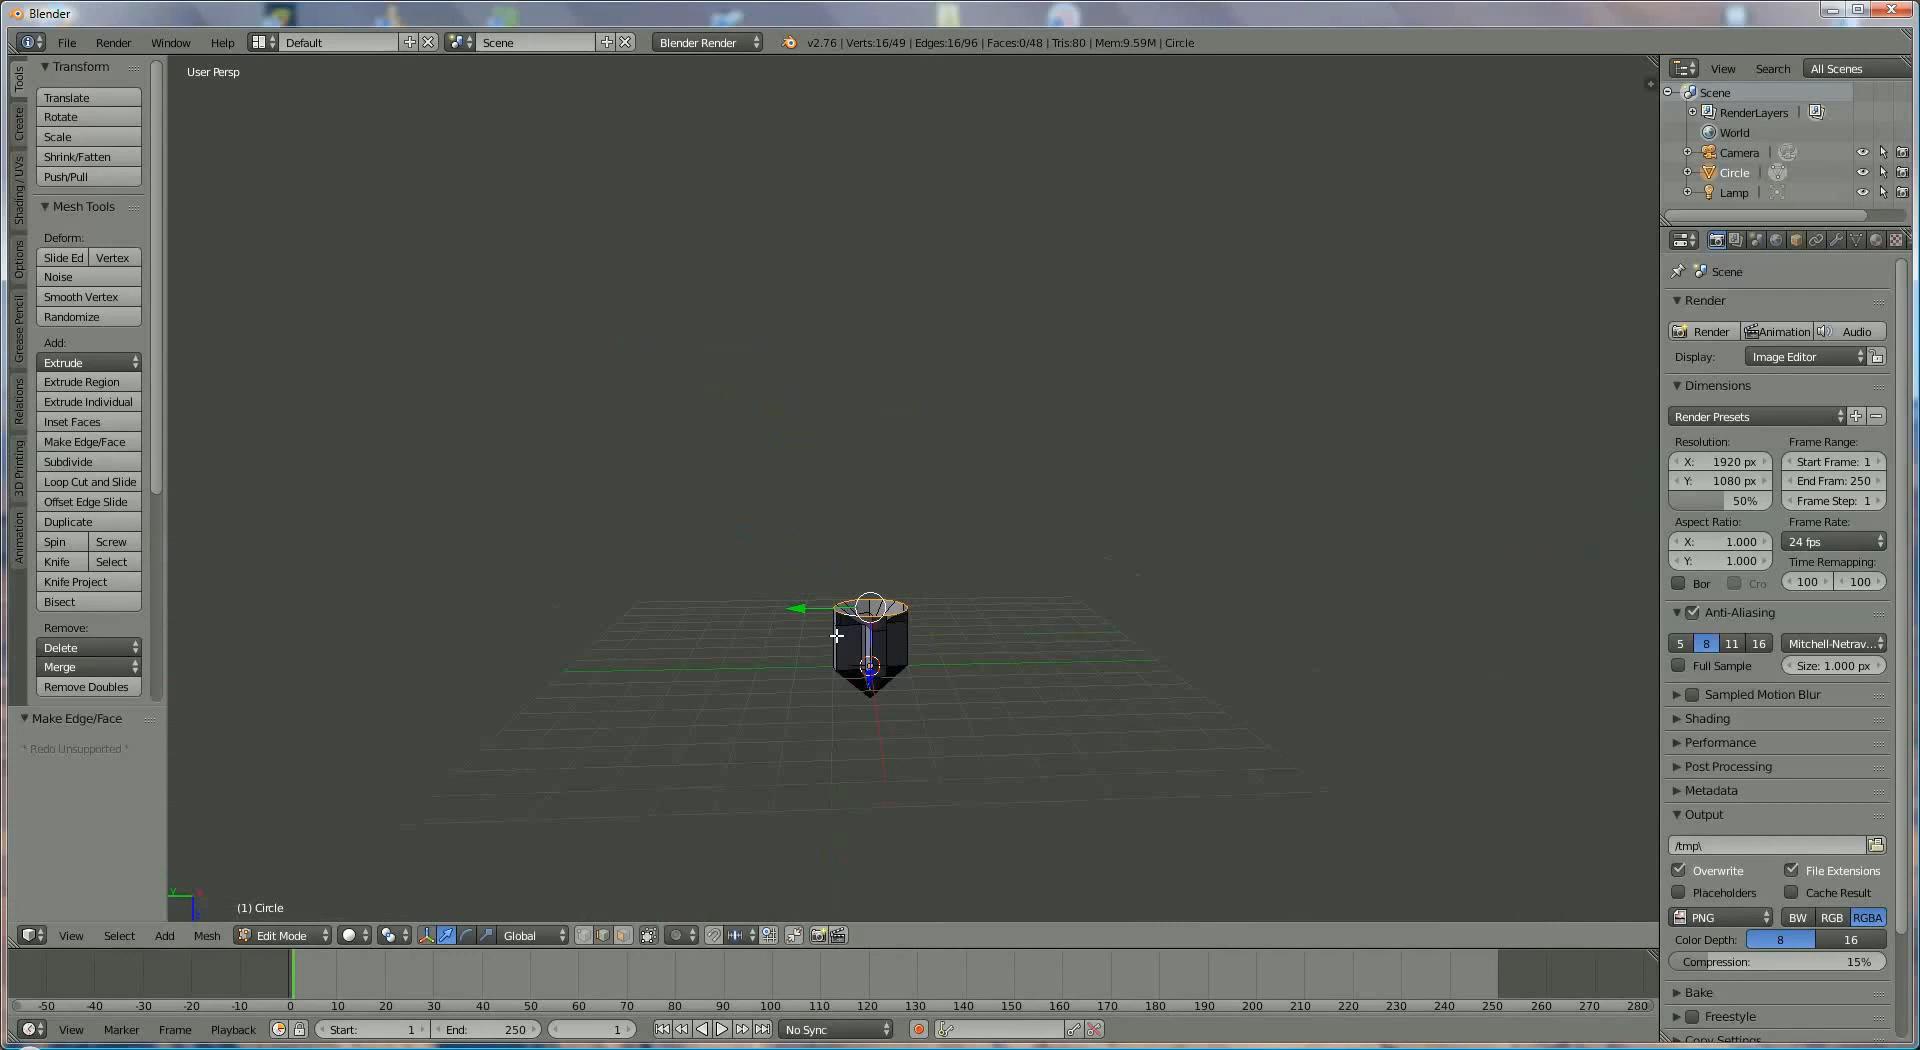 Blender
File Render Window Help Default Scene Blender Render v2.76 | Verts:16/49 | Edges:16/96 | Faces:0/48 | Tris:80 | Mem:9.59M | Circle
Tools
Create
Shading / UVs
Options
Grease Pencil
Relations
3D Printing
Animation
Transform
Translate
Rotate
Scale
Shrink/Fatten
Push/Pull
Mesh Tools
Deform:
Slide Ed Vertex
Noise
Smooth Vertex
Randomize
Add:
Extrude
Extrude Region
Extrude Individual
Inset Faces
Make Edge/Face
Subdivide
Loop Cut and Slide
Offset Edge Slide
Duplicate
Spin Screw
Knife Select
Knife Project
Bisect
Remove:
Delete
Merge
Remove Doubles
Make Edge/Face
* Redo Unsupported *
User Persp
(1) Circle
View Select Add Mesh Edit Mode Global
-50 -40 -30 -20 -10 0 10 20 30 40 50 60 70 80 90 100 110 120 130 140 150 160 170 180 190 200 210 220 230 240 250 260 270 280
View Marker Frame Playback Start: 1 End: 250 1 No Sync
View Search All Scenes
Scene
RenderLayers
World
Camera
Circle
Lamp
Scene
Render
Render Animation Audio
Display: Image Editor
Dimensions
Render Presets
Resolution: Frame Range:
X: 1920 px Start Frame: 1
Y: 1080 px End Fram: 250
50% Frame Step: 1
Aspect Ratio: Frame Rate:
X: 1.000 24 fps
Y: 1.000 Time Remapping:
Bor Cro 100 100
Anti-Aliasing
5 8 11 16 Mitchell-Netrav...
Full Sample Size: 1.000 px
Sampled Motion Blur
Shading
Performance
Post Processing
Metadata
Output
/tmp\
Overwrite File Extensions
Placeholders Cache Result
PNG BW RGB RGBA
Color Depth: 8 16
Compression: 15%
Bake
Freestyle